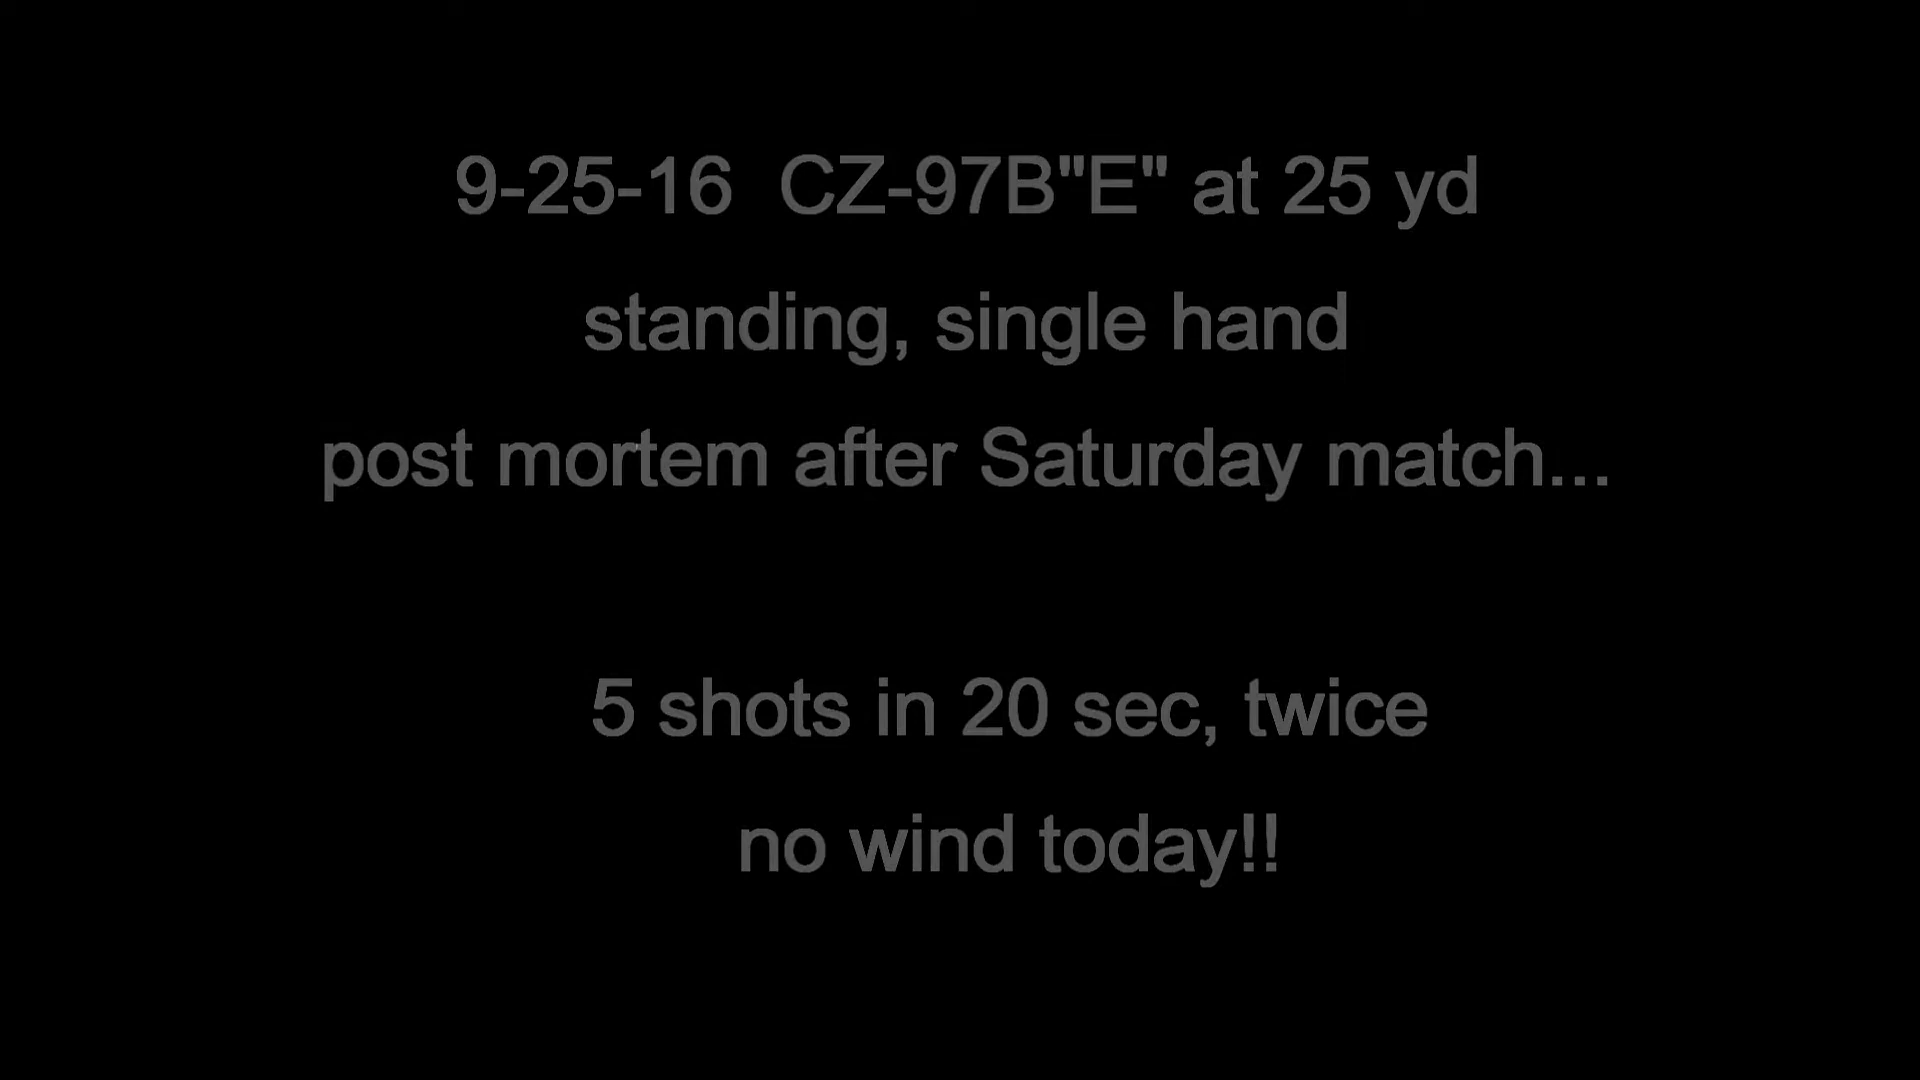 9-25-16  CZ-97B"E" at 25 yd
standing, single hand
post mortem after Saturday match...
5 shots in 20 sec, twice
no wind today!!